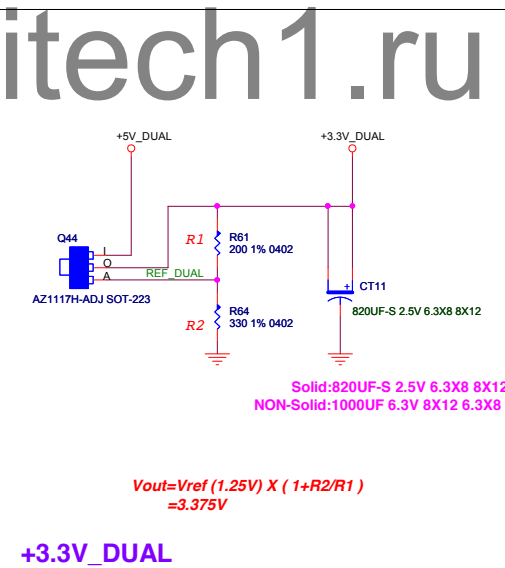 itech1.ru
+5V_DUAL
+3.3V_DUAL
Q44
I
O
A
REF_DUAL
AZ1117H-ADJ SOT-223
R1
R61
200 1% 0402
R2
R64
330 1% 0402
+
CT11
820UF-S 2.5V 6.3X8 8X12
Solid:820UF-S 2.5V 6.3X8 8X12
NON-Solid:1000UF 6.3V 8X12 6.3X8
Vout=Vref (1.25V) X ( 1+R2/R1 )
=3.375V
+3.3V_DUAL